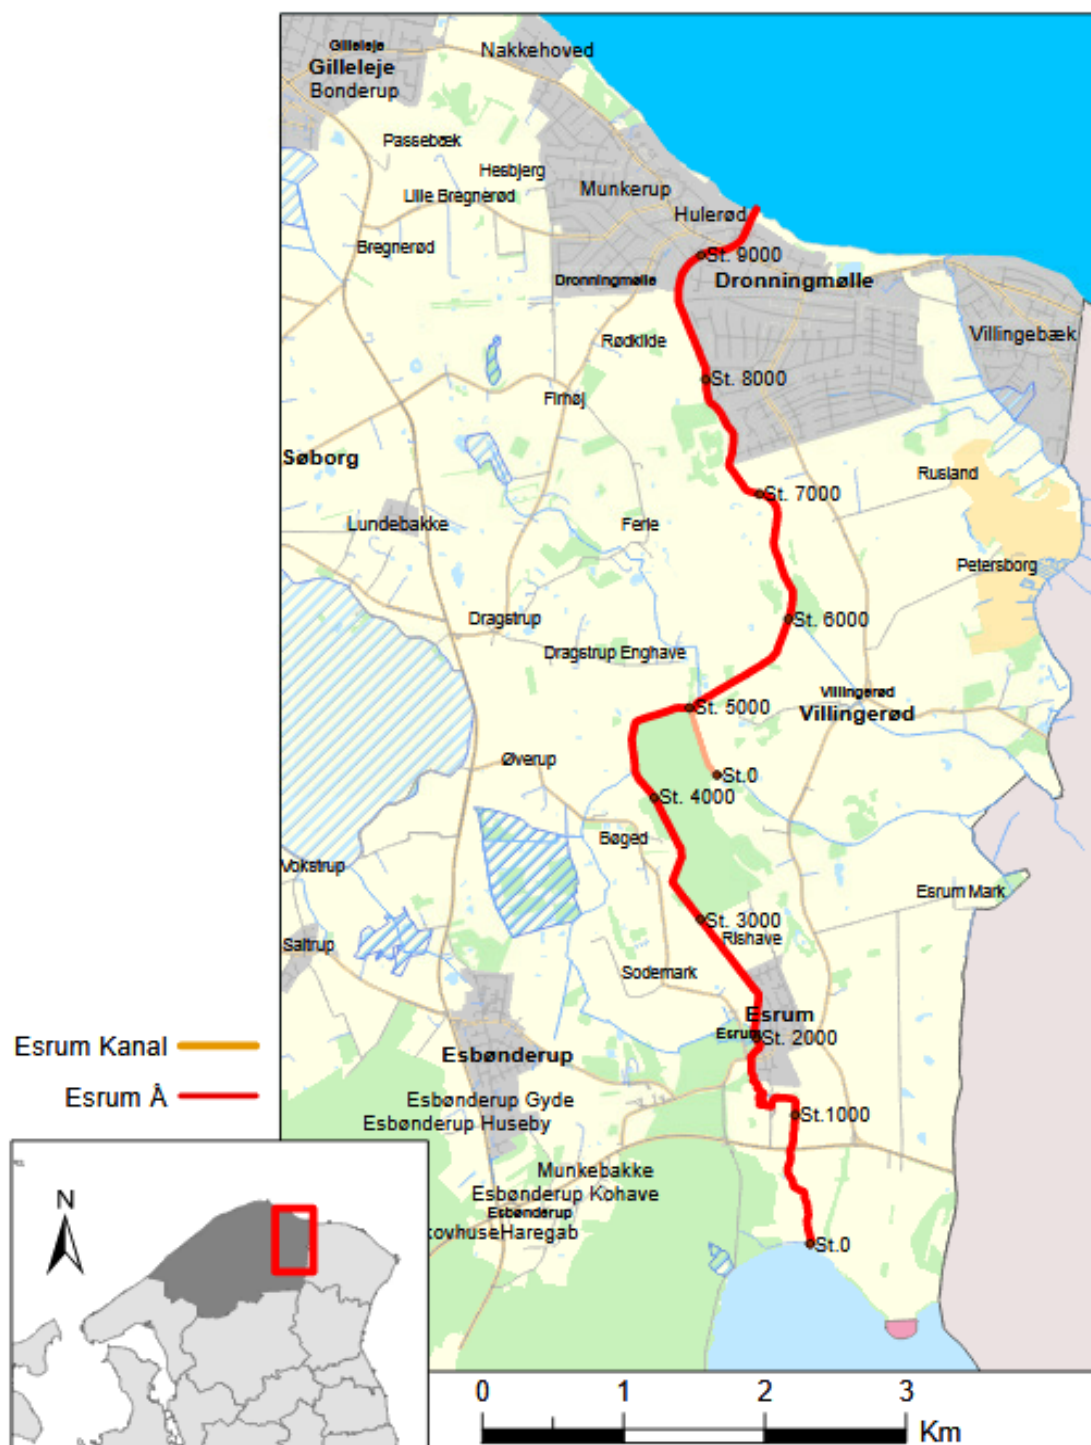 Gilleleje
Gilleleje
Bonderup
Nakkehoved
Passebæk
Hesbjerg
Munkerup
Lille Bregnerød
Hulerød
Bregnerød
St. 9000
Dronningmølle
Dronningmølle
Villingebæk
Rødkilde
St. 8000
Firhøj
Søborg
Rusland
St. 7000
Lundebakke
Ferle
Petersborg
Dragstrup
St. 6000
Dragstrup Enghave
Villingerød
Villingerød
St. 5000
Øverup
St.0
St. 4000
Bøged
Vokstrup
Esrum Mark
St. 3000
Rishave
Saltrup
Sodemark
Esrum
Esrum
St. 2000
Esrum Kanal
Esbønderup
Esrum Å
Esbønderup Gyde
Esbønderup Huseby
St.1000
Munkebakke
Esbønderup Kohave
Esbønderup
kovhuseHaregab
St.0
N
0 1 2 3
Km